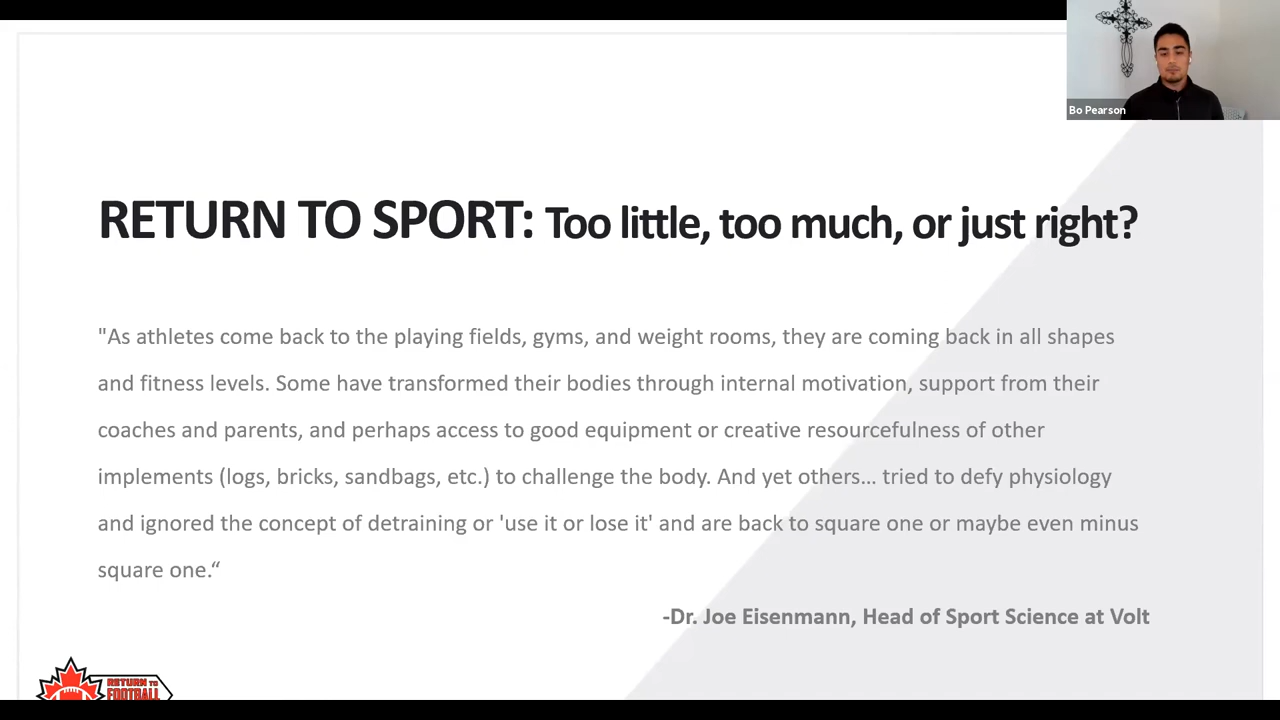 Bo Pearson
RETURN TO SPORT: Too little, too much, or just right?
"As athletes come back to the playing fields, gyms, and weight rooms, they are coming back in all shapes
and fitness levels. Some have transformed their bodies through internal motivation, support from their
coaches and parents, and perhaps access to good equipment or creative resourcefulness of other
implements (logs, bricks, sandbags, etc.) to challenge the body. And yet others... tried to defy physiology
and ignored the concept of detraining or 'use it or lose it' and are back to square one or maybe even minus
square one.“
-Dr. Joe Eisenmann, Head of Sport Science at Volt
RETURN TO
FOOTBALL